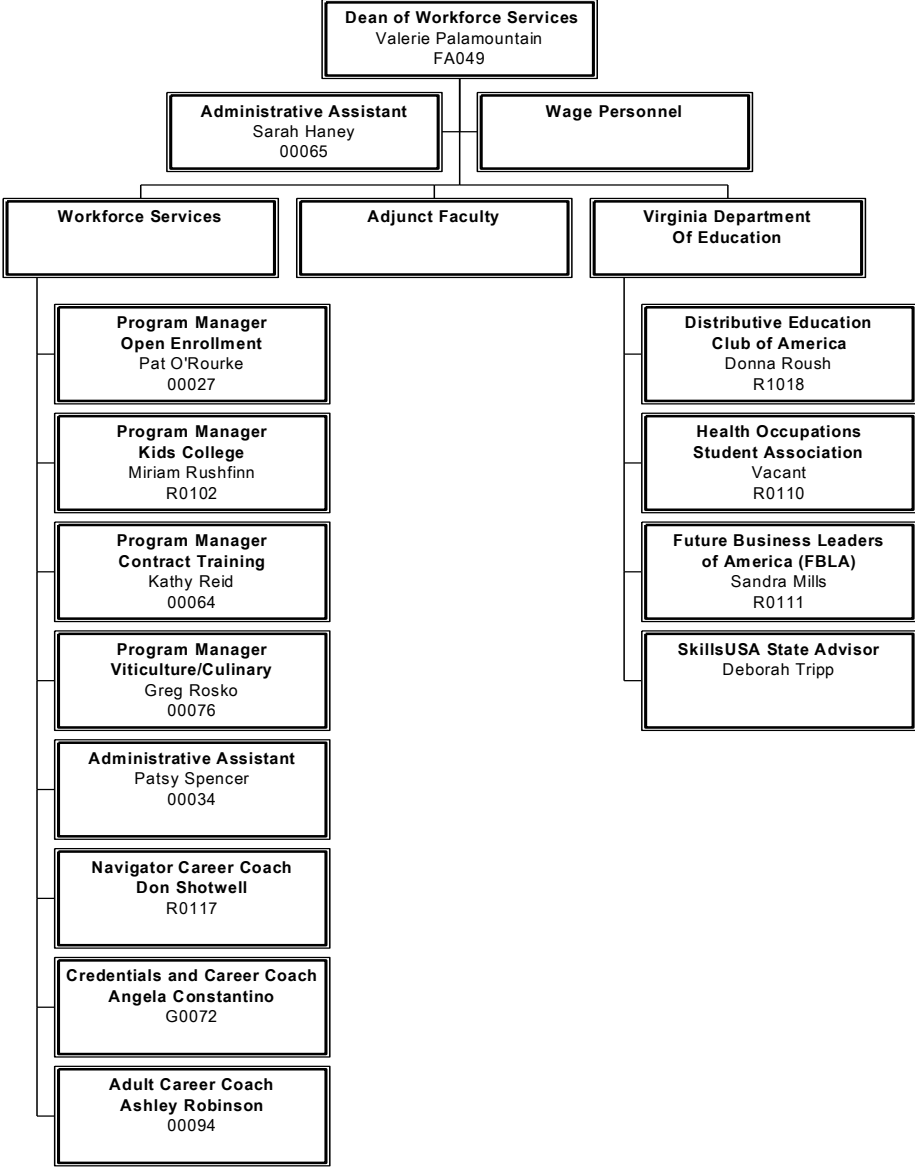 Dean of Workforce Services
Valerie Palamountain
FA049
Administrative Assistant
Sarah Haney
00065
Wage Personnel
Workforce Services
Adjunct Faculty
Virginia Department
Of Education
Program Manager
Open Enrollment
Pat O'Rourke
00027
Program Manager
Kids College
Miriam Rushfinn
R0102
Program Manager
Contract Training
Kathy Reid
00064
Program Manager
Viticulture/Culinary
Greg Rosko
00076
Administrative Assistant
Patsy Spencer
00034
Navigator Career Coach
Don Shotwell
R0117
Credentials and Career Coach
Angela Constantino
G0072
Adult Career Coach
Ashley Robinson
00094
Distributive Education
Club of America
Donna Roush
R1018
Health Occupations
Student Association
Vacant
R0110
Future Business Leaders
of America (FBLA)
Sandra Mills
R0111
SkillsUSA State Advisor
Deborah Tripp